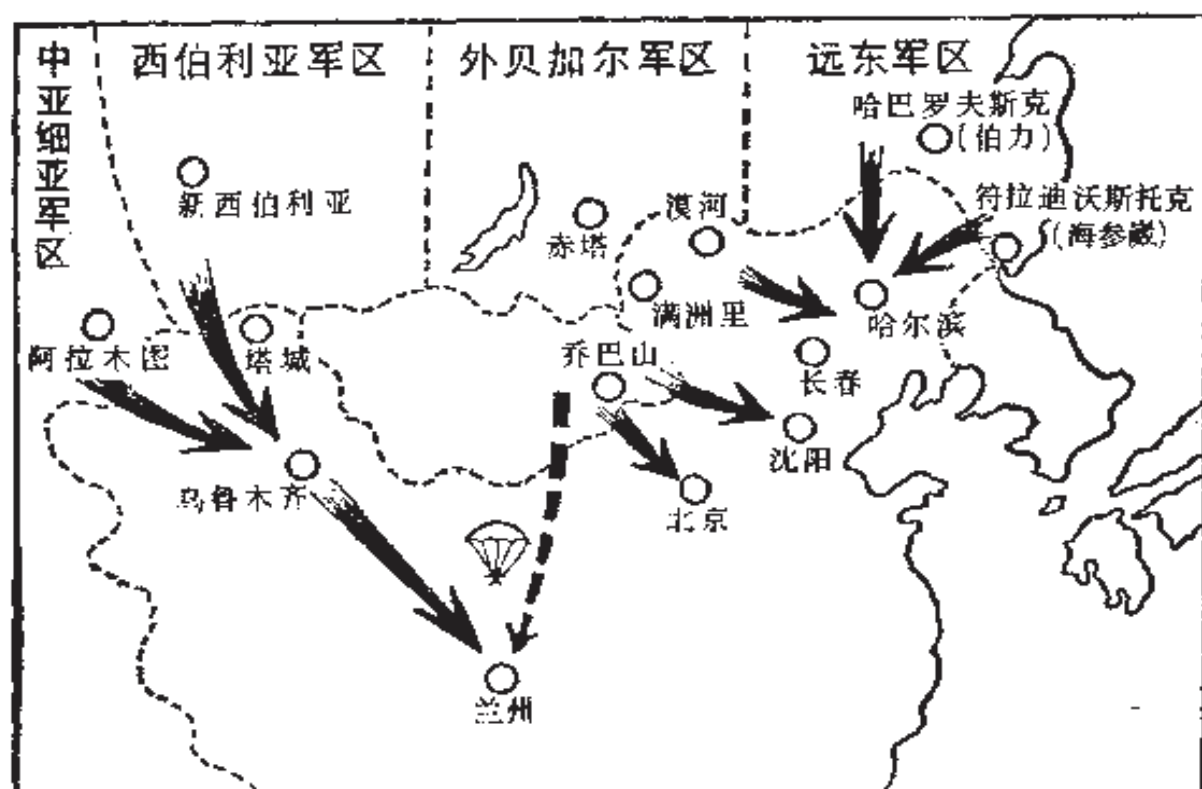 中亚细亚军区
西伯利亚军区
外贝加尔军区
远东军区
哈巴罗夫斯克
(伯力)
新西伯利亚
赤塔
漠河
符拉迪沃斯托克
(海参崴)
满洲里
哈尔滨
阿拉木图
塔城
乔巴山
长春
沈阳
乌鲁木齐
北京
兰州